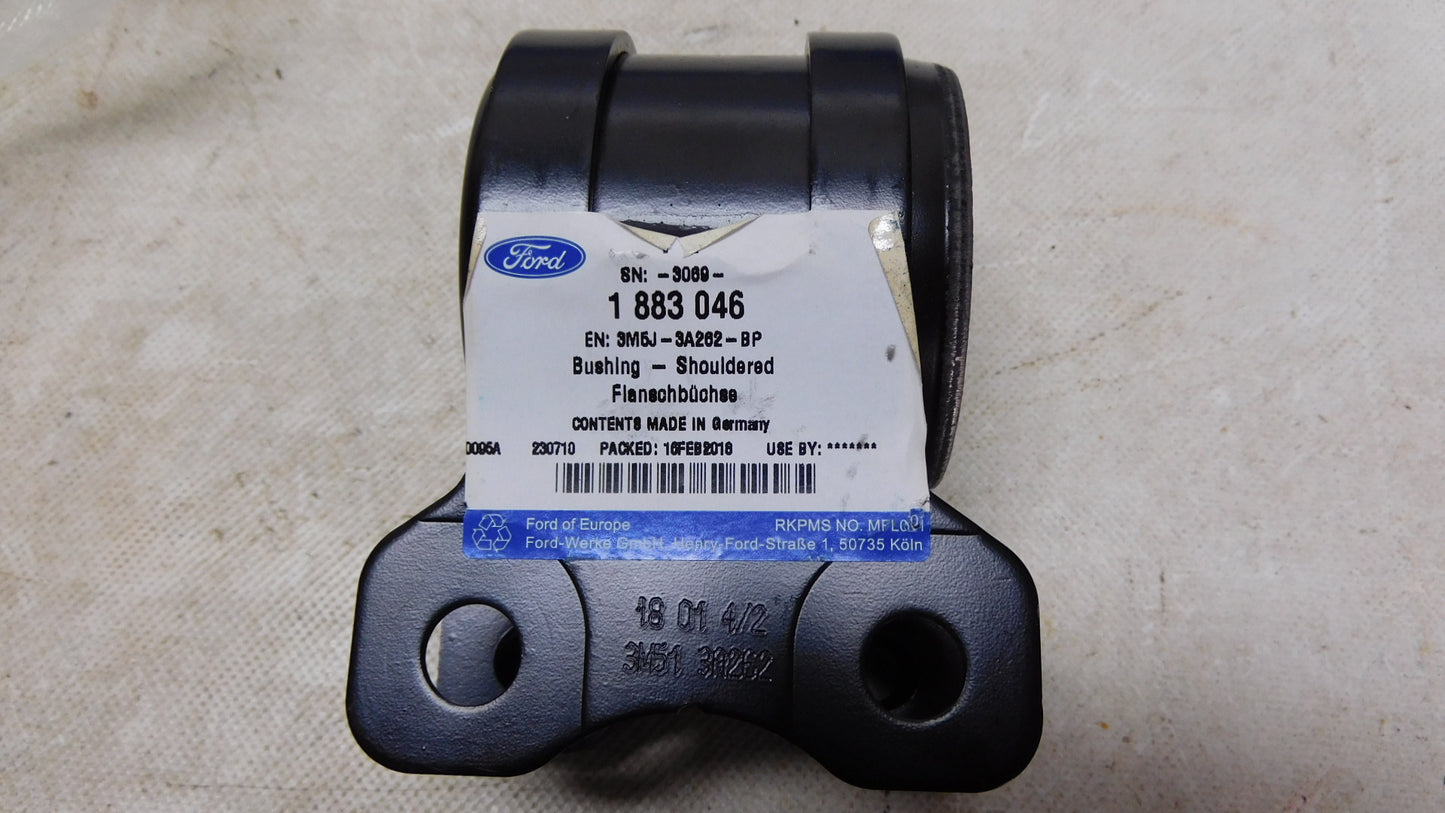 Ford
SN: -3069-
1 883 046
EN: 3M5J-3A262-BP
Bushing - Shouldered
Flanschbüchse
CONTENTS MADE IN Germany
0095A 230710 PACKED: 16FEB2018 USE BY: *******
Ford of Europe RKPMS NO.
Ford-Werke GmbH, Henry-Ford-Straße 1, 50735 Köln
18 01 4/2
3M51 3A262